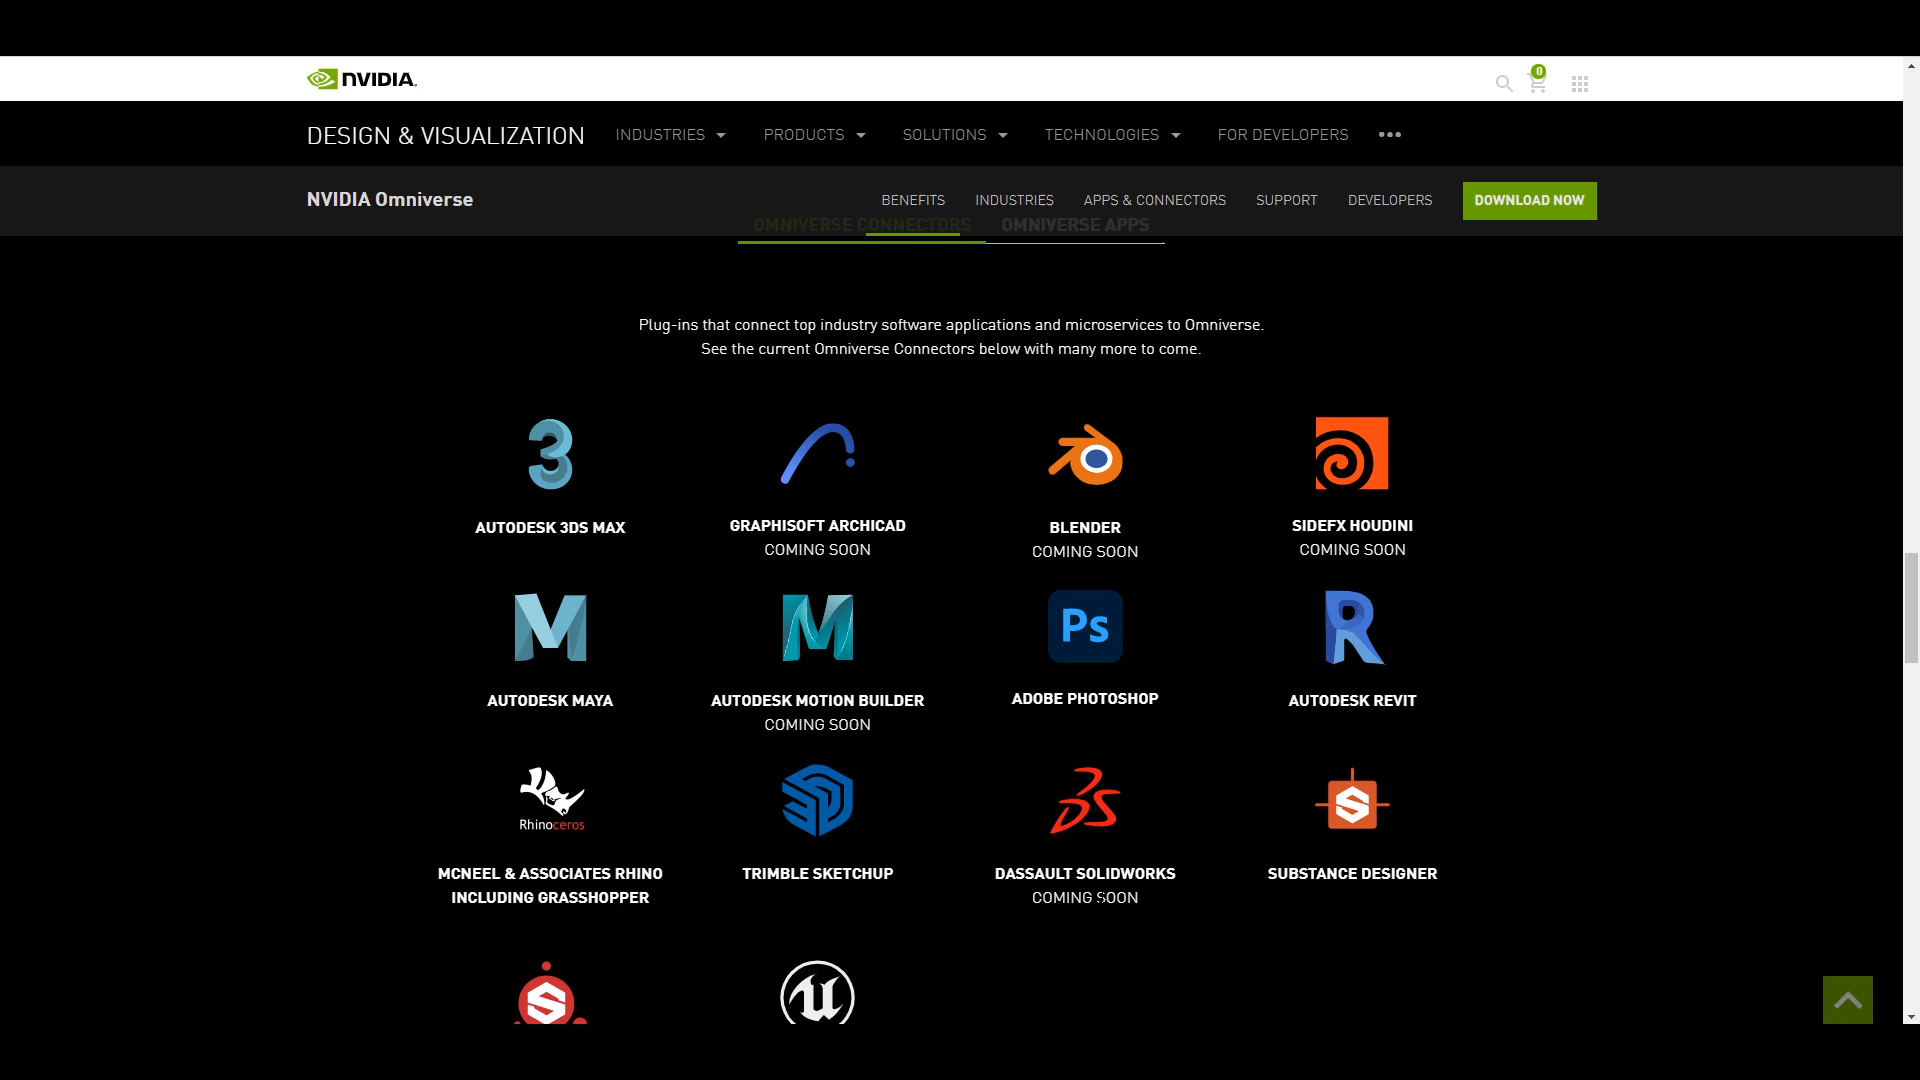 NVIDIA.
0
DESIGN & VISUALIZATION INDUSTRIES PRODUCTS SOLUTIONS TECHNOLOGIES FOR DEVELOPERS •••
NVIDIA Omniverse BENEFITS INDUSTRIES APPS & CONNECTORS SUPPORT DEVELOPERS DOWNLOAD NOW
OMNIVERSE CONNECTORS OMNIVERSE APPS
Plug-ins that connect top industry software applications and microservices to Omniverse.
See the current Omniverse Connectors below with many more to come.
3
AUTODESK 3DS MAX GRAPHISOFT ARCHICAD BLENDER SIDEFX HOUDINI
COMING SOON COMING SOON COMING SOON
M M Ps R
AUTODESK MAYA AUTODESK MOTION BUILDER ADOBE PHOTOSHOP AUTODESK REVIT
COMING SOON
Rhinoceros DS S
MCNEEL & ASSOCIATES RHINO TRIMBLE SKETCHUP DASSAULT SOLIDWORKS SUBSTANCE DESIGNER
INCLUDING GRASSHOPPER COMING SOON
S U